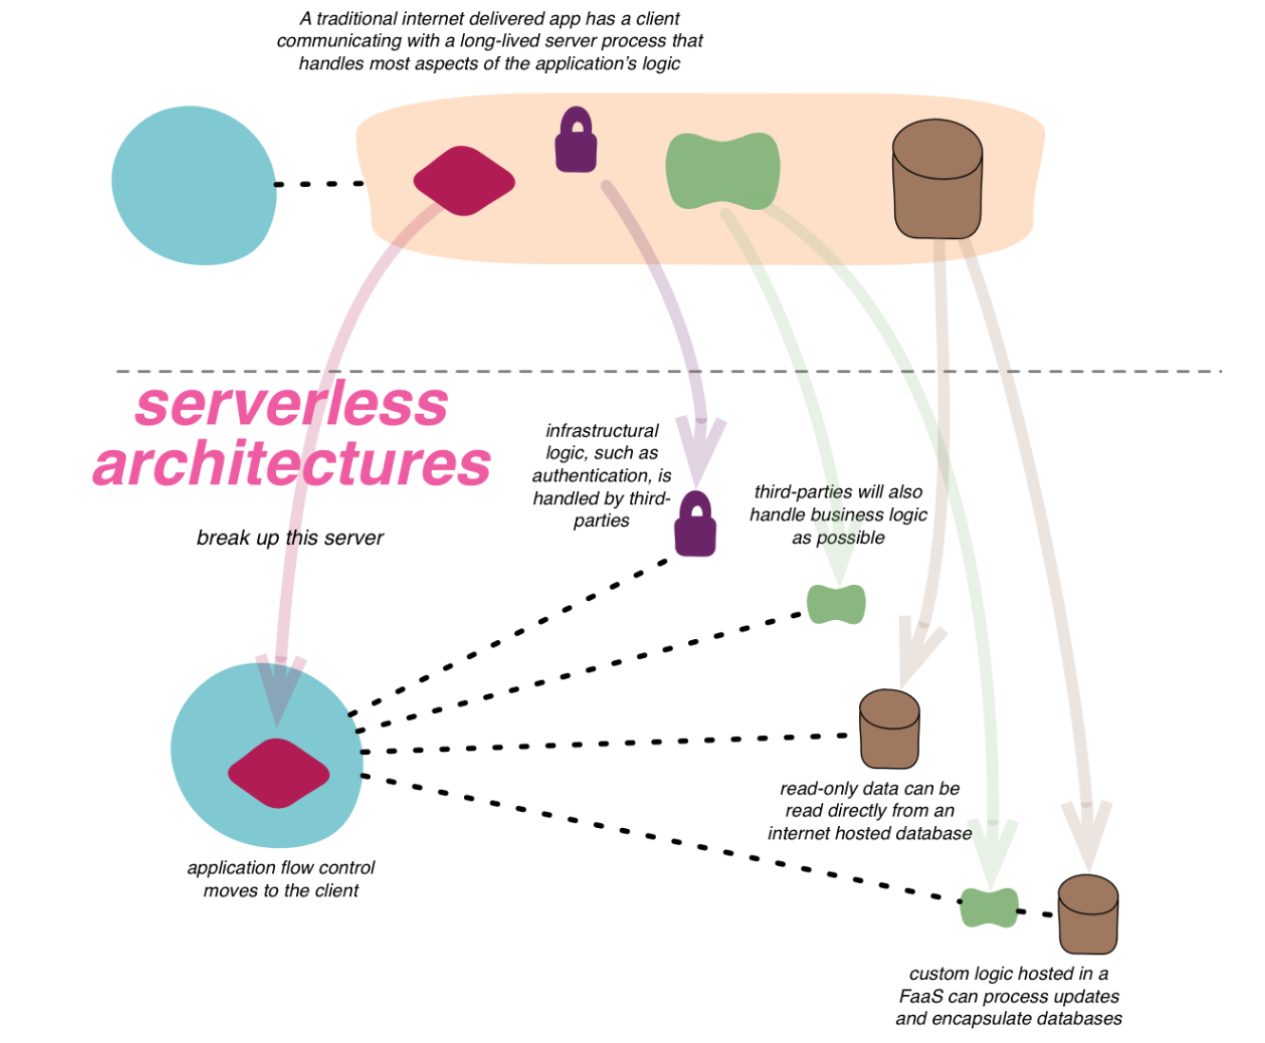 A traditional internet delivered app has a client
communicating with a long-lived server process that
handles most aspects of the application's logic
serverless
architectures
break up this server
infrastructural
logic, such as
authentication, is
handled by third-
parties
third-parties will also
handle business logic
as possible
read-only data can be
read directly from an
internet hosted database
application flow control
moves to the client
custom logic hosted in a
FaaS can process updates
and encapsulate databases